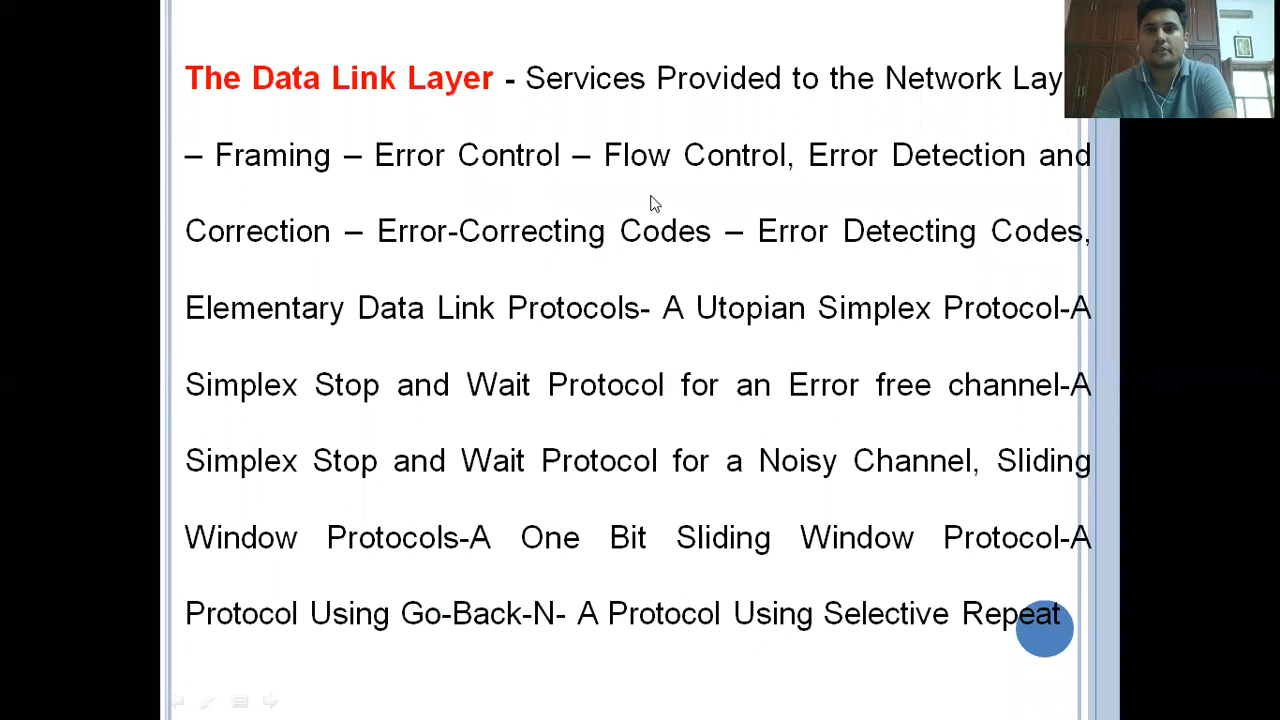 The Data Link Layer - Services Provided to the Network Lay
– Framing – Error Control – Flow Control, Error Detection and
Correction – Error-Correcting Codes – Error Detecting Codes,
Elementary Data Link Protocols- A Utopian Simplex Protocol-A
Simplex Stop and Wait Protocol for an Error free channel-A
Simplex Stop and Wait Protocol for a Noisy Channel, Sliding
Window Protocols-A One Bit Sliding Window Protocol-A
Protocol Using Go-Back-N- A Protocol Using Selective Repeat